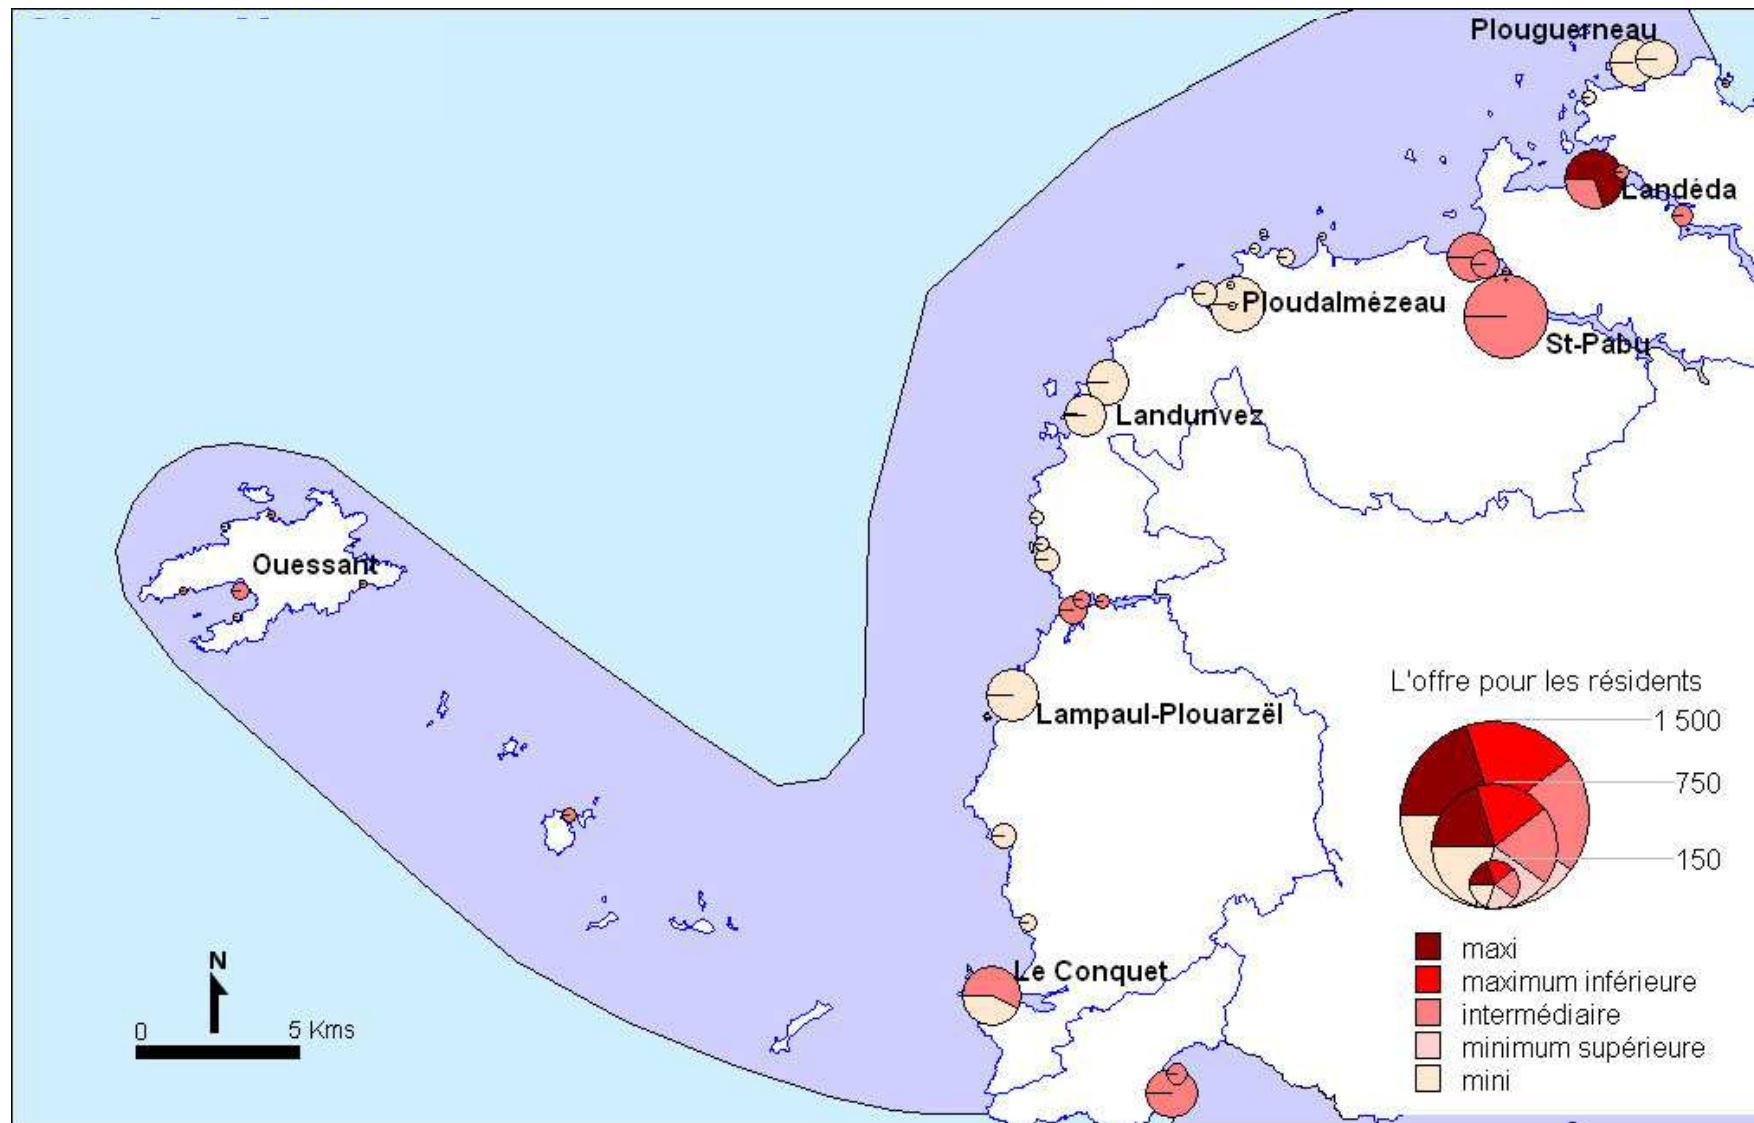 Plouguerneau
Landéda
Ploudalmézeau
St-Pabu
Landunvez
Ouessant
L'offre pour les résidents
1 500
Lampaul-Plouarzël
750
150
maxi
N
Le Conquet
maximum inférieure
intermédiaire
0 5 Kms
minimum supérieure
mini